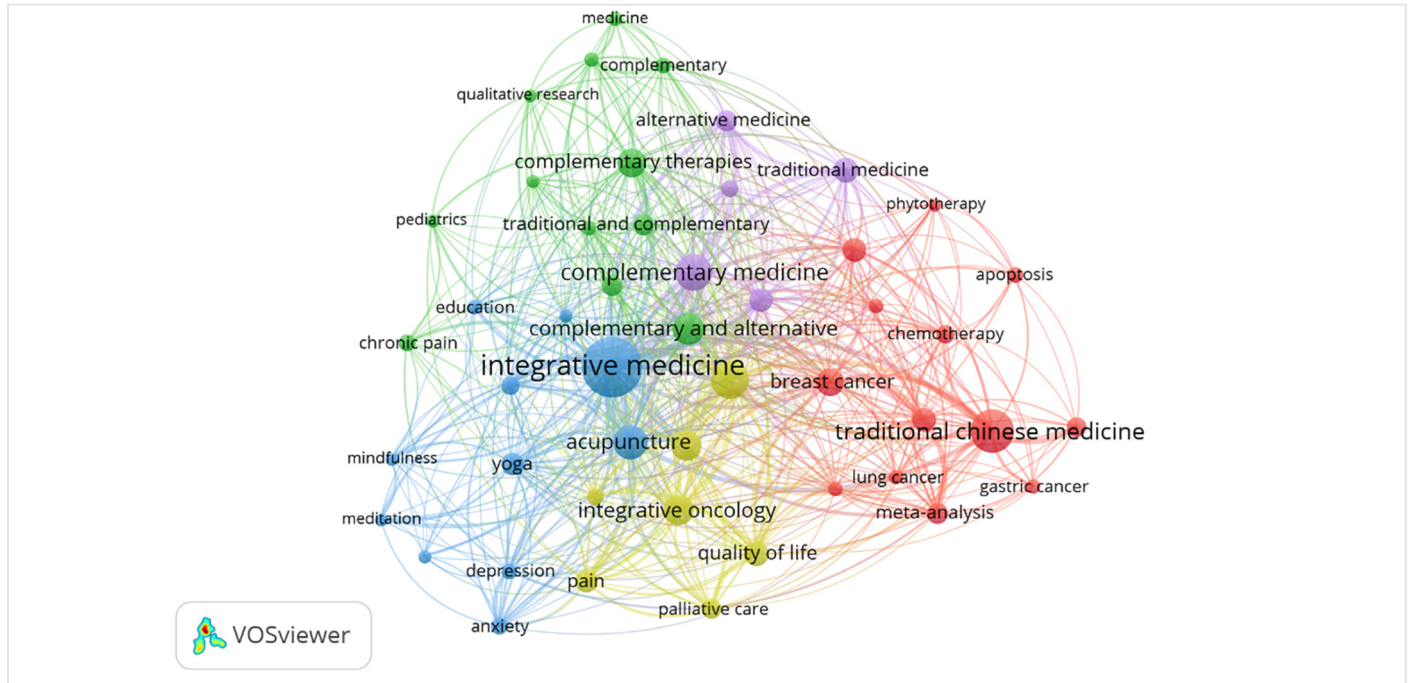 medicine
complementary
qualitative research
alternative medicine
complementary therapies
traditional medicine
phytotherapy
pediatrics
traditional and complementary
complementary medicine
apoptosis
education
complementary and alternative
chemotherapy
chronic pain
integrative medicine
breast cancer
traditional chinese medicine
acupuncture
mindfulness
yoga
lung cancer
gastric cancer
integrative oncology
meta-analysis
meditation
quality of life
depression
pain
palliative care
anxiety
VOSviewer